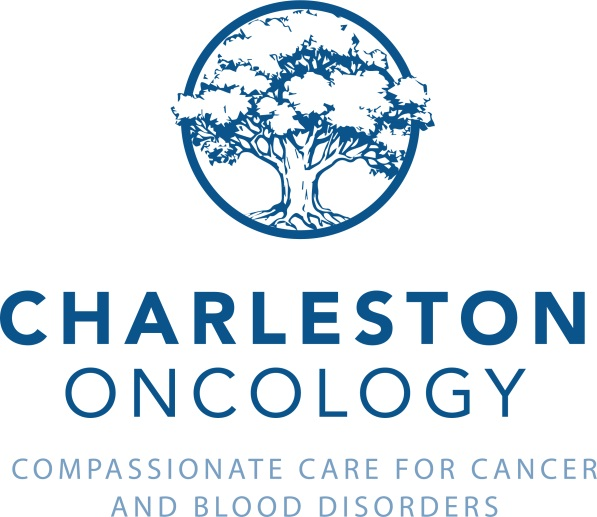 CHARLESTON
ONCOLOGY
COMPASSIONATE CARE FOR CANCER
AND BLOOD DISORDERS